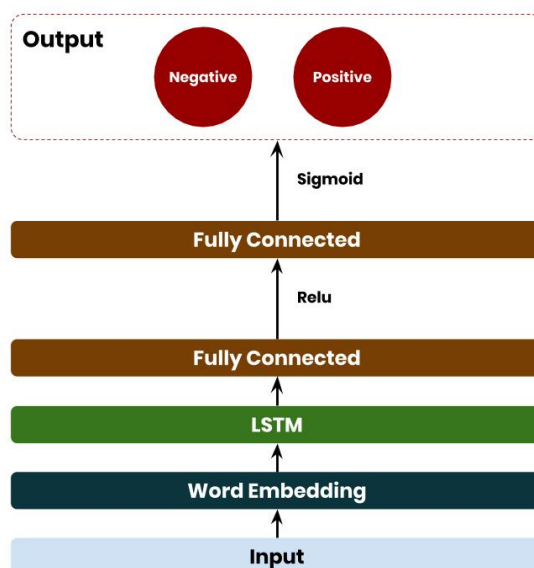 Output
Negative Positive
Sigmoid
Fully Connected
Relu
Fully Connected
LSTM
Word Embedding
Input